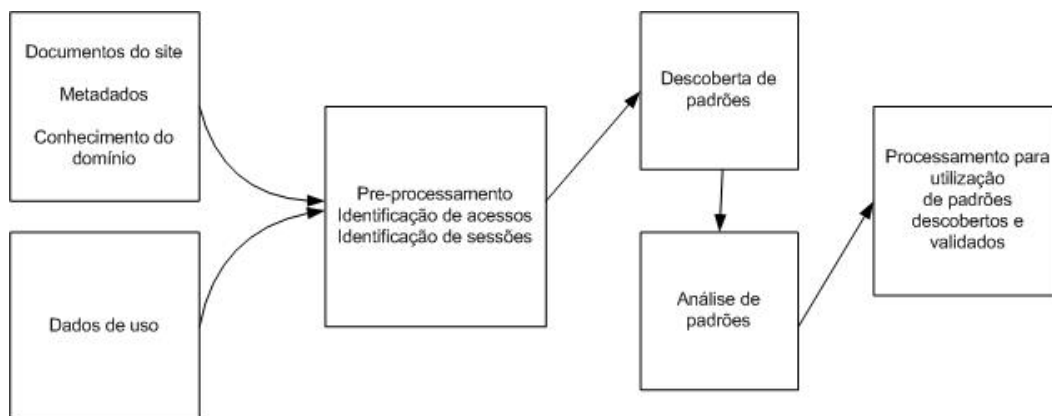 Documentos do site
Metadados
Conhecimento do
domínio
Dados de uso
Pre-processamento
Identificação de acessos
Identificação de sessões
Descoberta de
padrões
Análise de
padrões
Processamento para
utilização
de padrões
descobertos e
validados